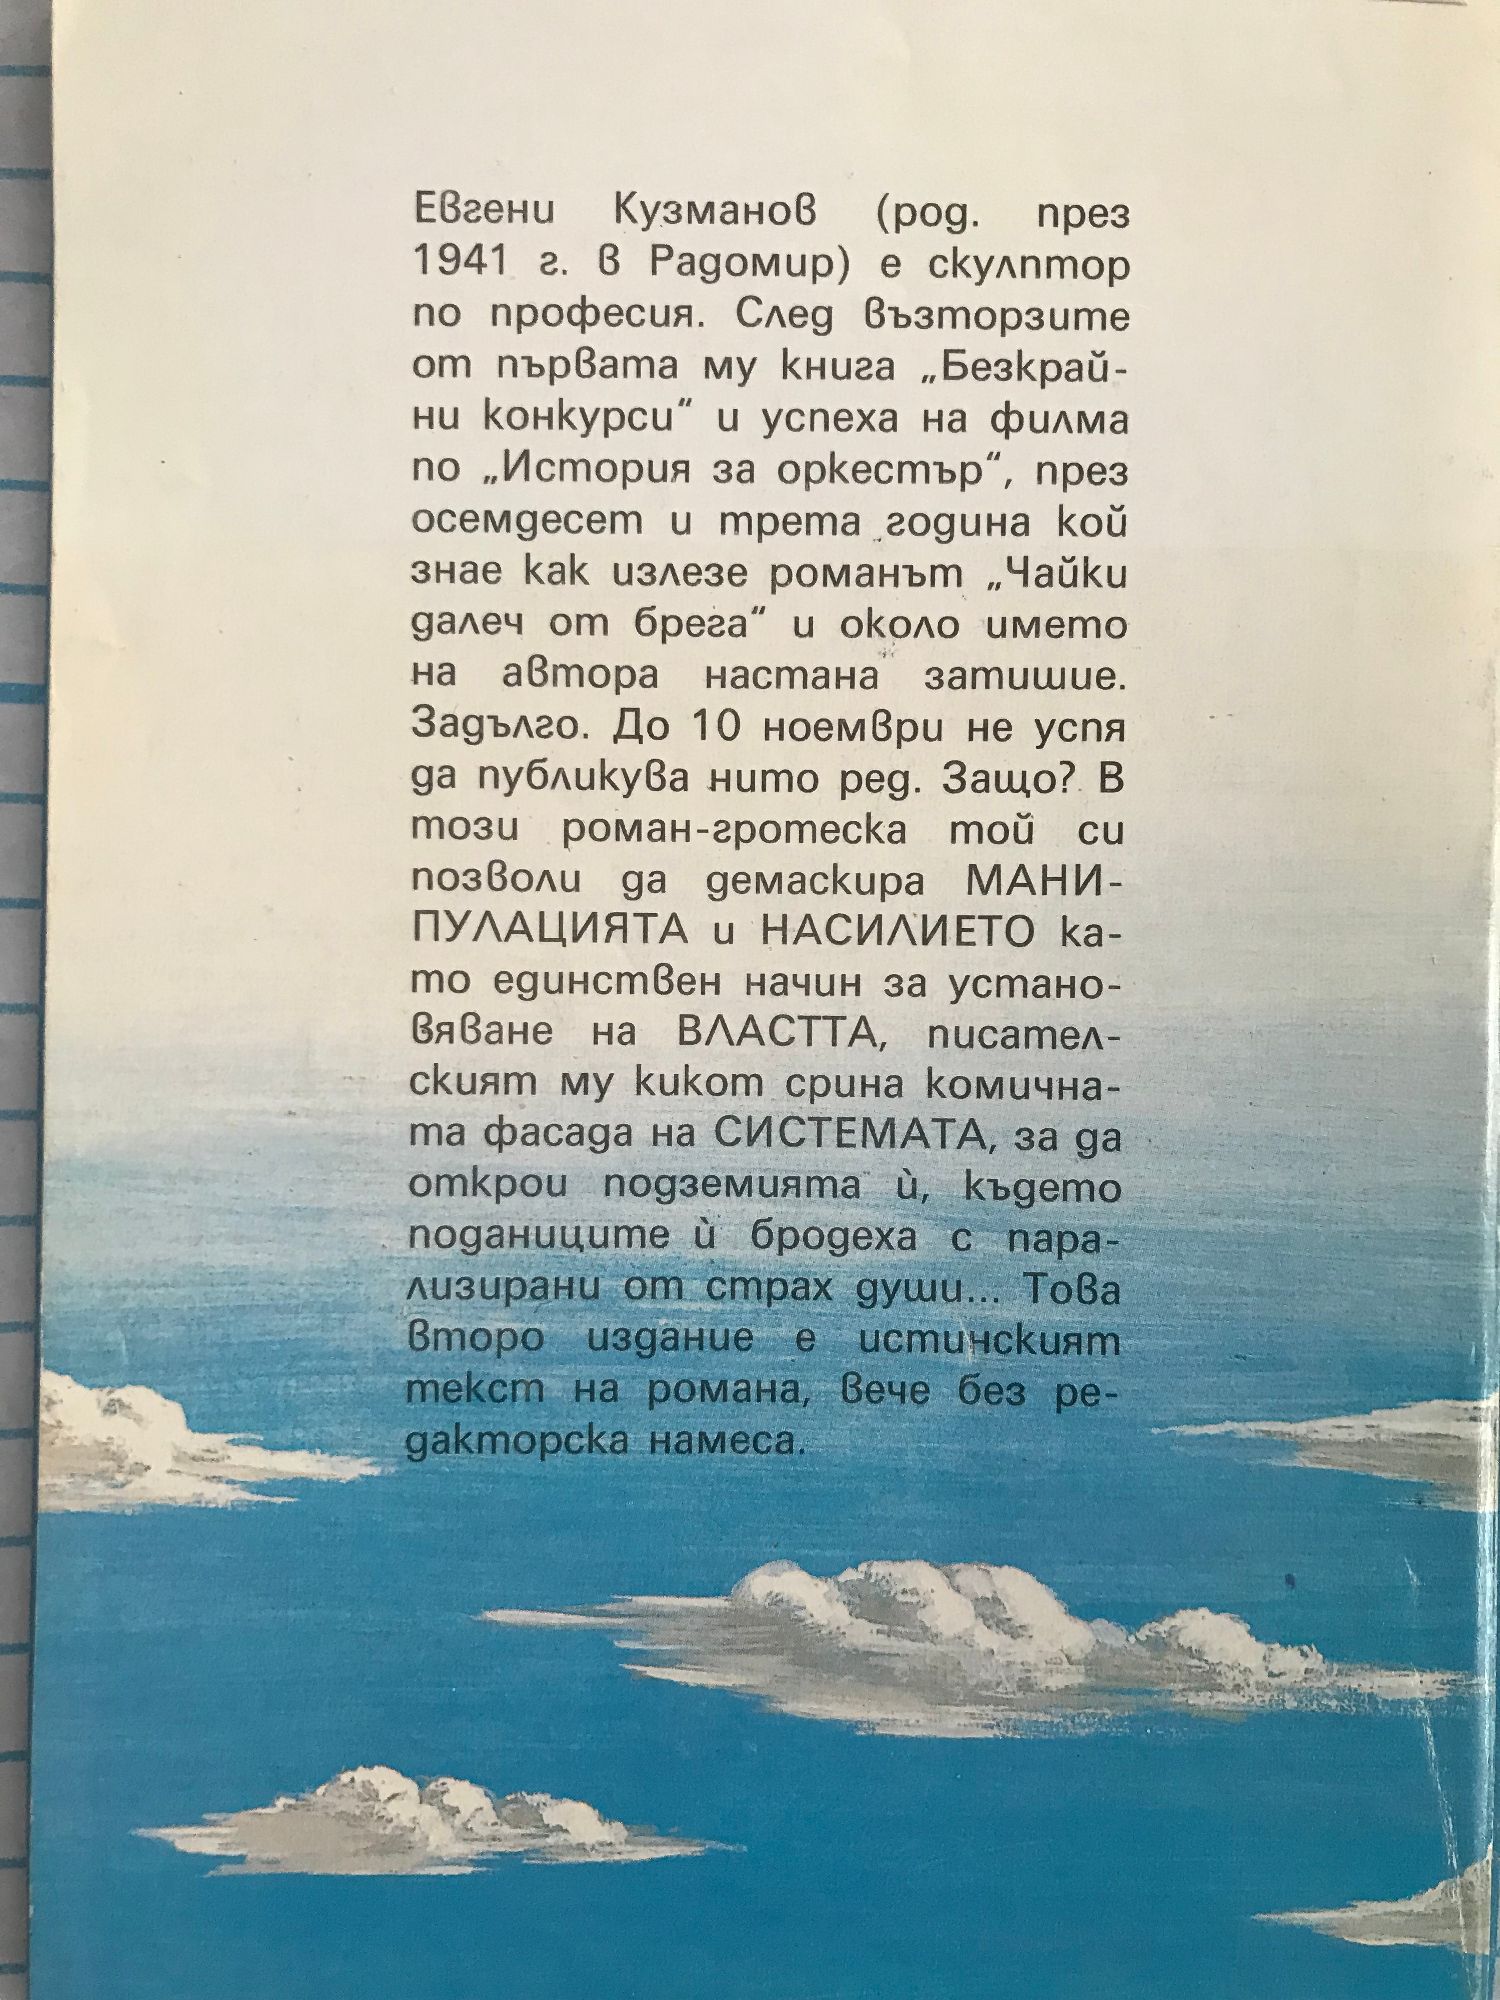 Евгени Кузманов (род. през
1941 г. в Радомир) е скулптор
по професия. След възторзите
от първата му книга „Безкрай-
ни конкурси“ и успеха на филма
по „История за оркестър“, през
осемдесет и трета година кой
знае как излезе романът „Чайки
далеч от брега“ и около името
на автора настана затишие.
Задълго. До 10 ноември не успя
да публикува нито ред. Защо? В
този роман-гротеска той си
позволи да демаскира МАНИ-
ПУЛАЦИЯТА и НАСИЛИЕТО ка-
то единствен начин за устано-
вяване на ВЛАСТТА, писател-
ският му кикот срина комична-
та фасада на СИСТЕМАТА, за да
открои подземията ѝ, където
поданиците ѝ бродеха с пара-
лизирани от страх души... Това
второ издание е истинският
текст на романа, вече без ре-
дакторска намеса.